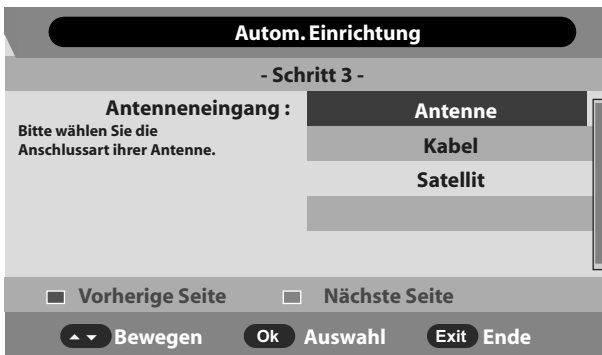 Autom. Einrichtung
- Schritt 3 -
Antenneneingang :
Bitte wählen Sie die
Anschlussart ihrer Antenne.
Antenne
Kabel
Satellit
Vorherige Seite Nächste Seite
Bewegen Ok Auswahl Exit Ende